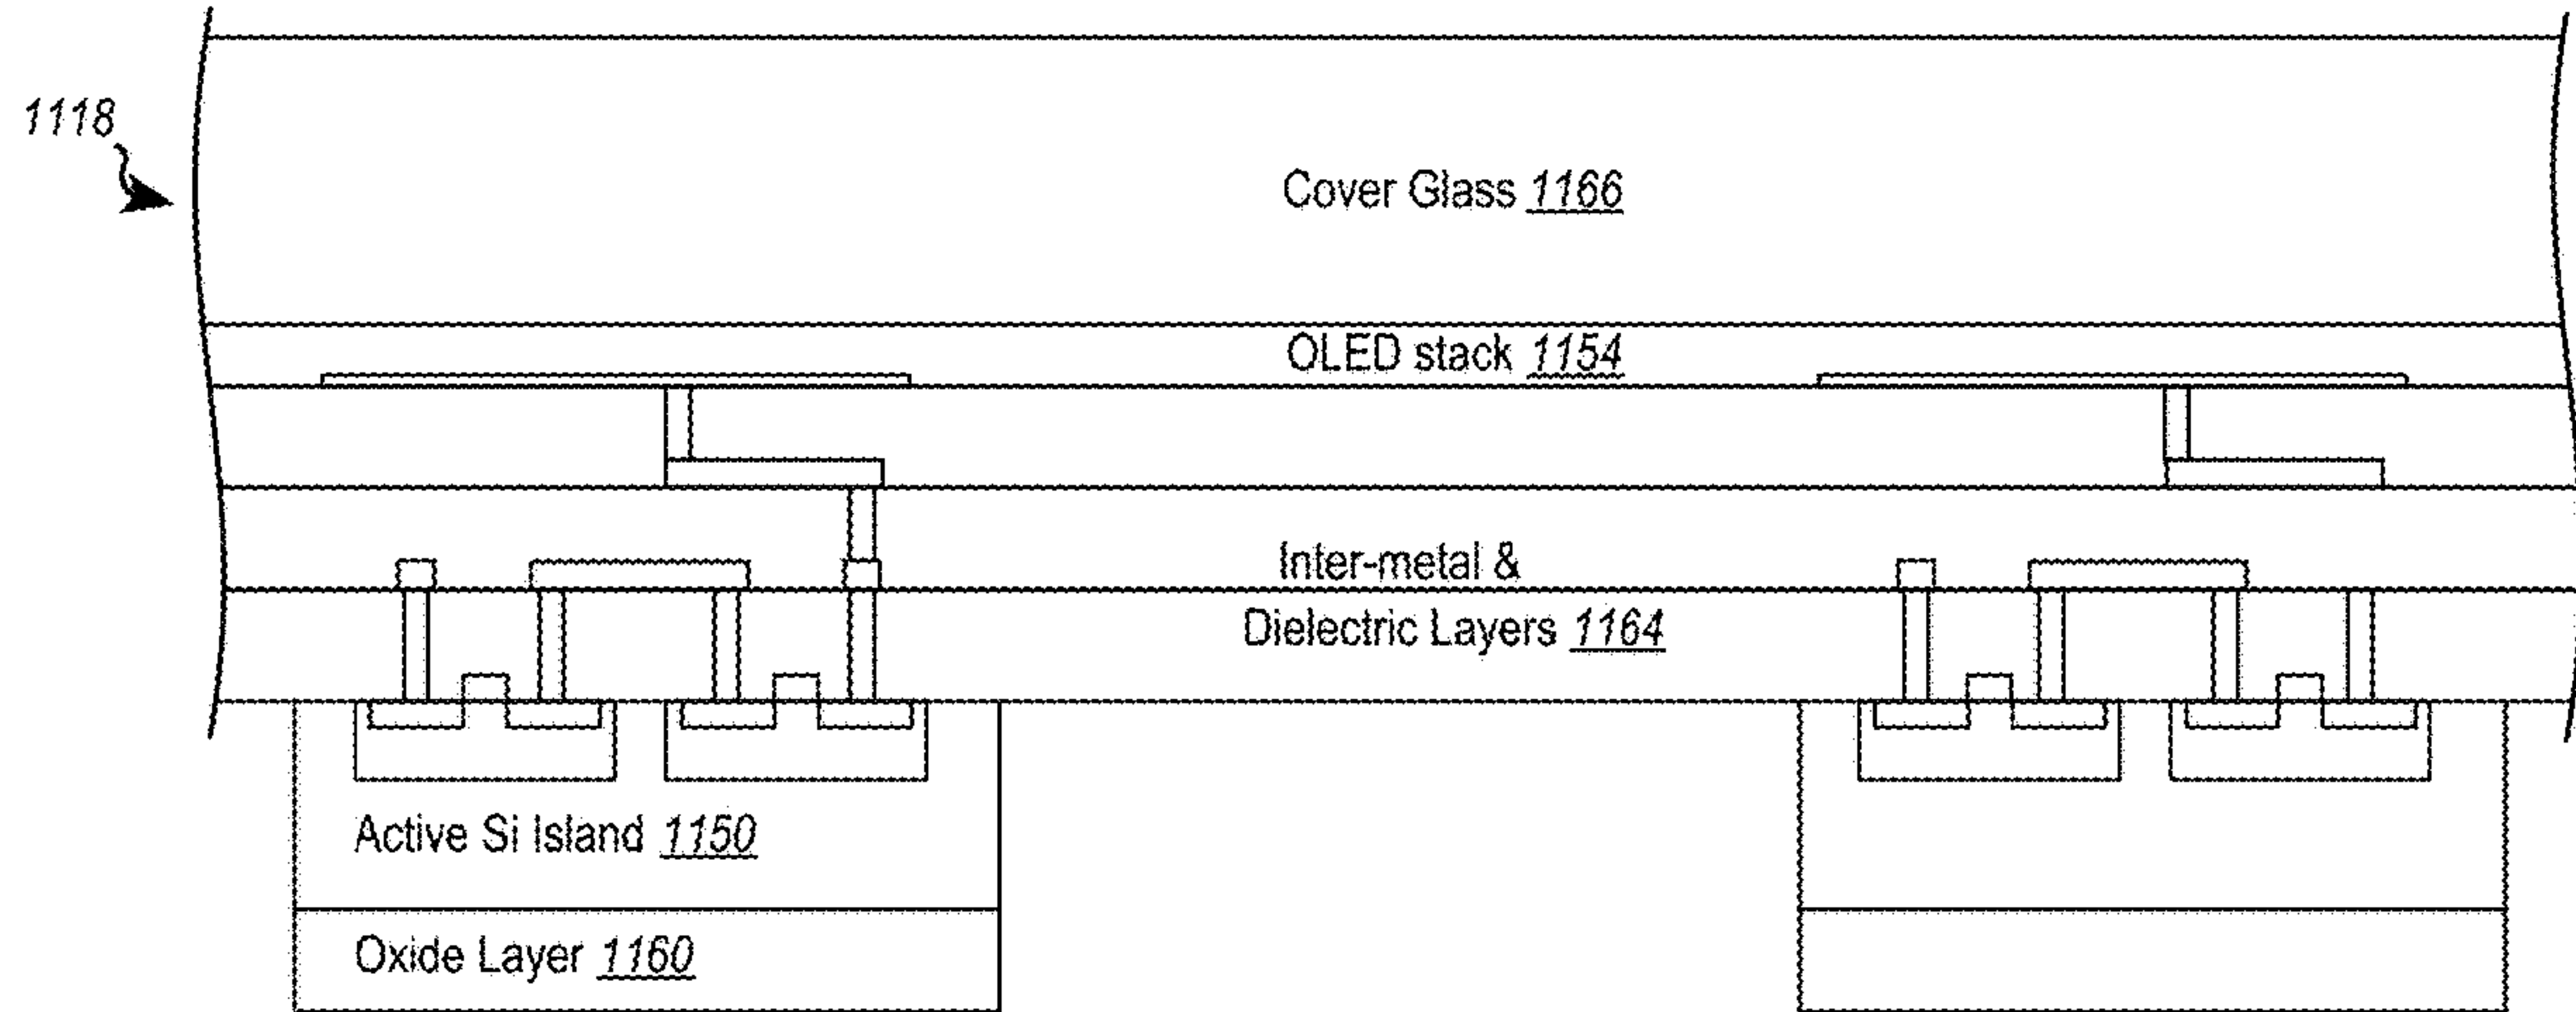 1118
Cover Glass 1166
OLED stack 1154
Inter-metal &
Dielectric Layers 1164
Active Si Island 1150
Oxide Layer 1160